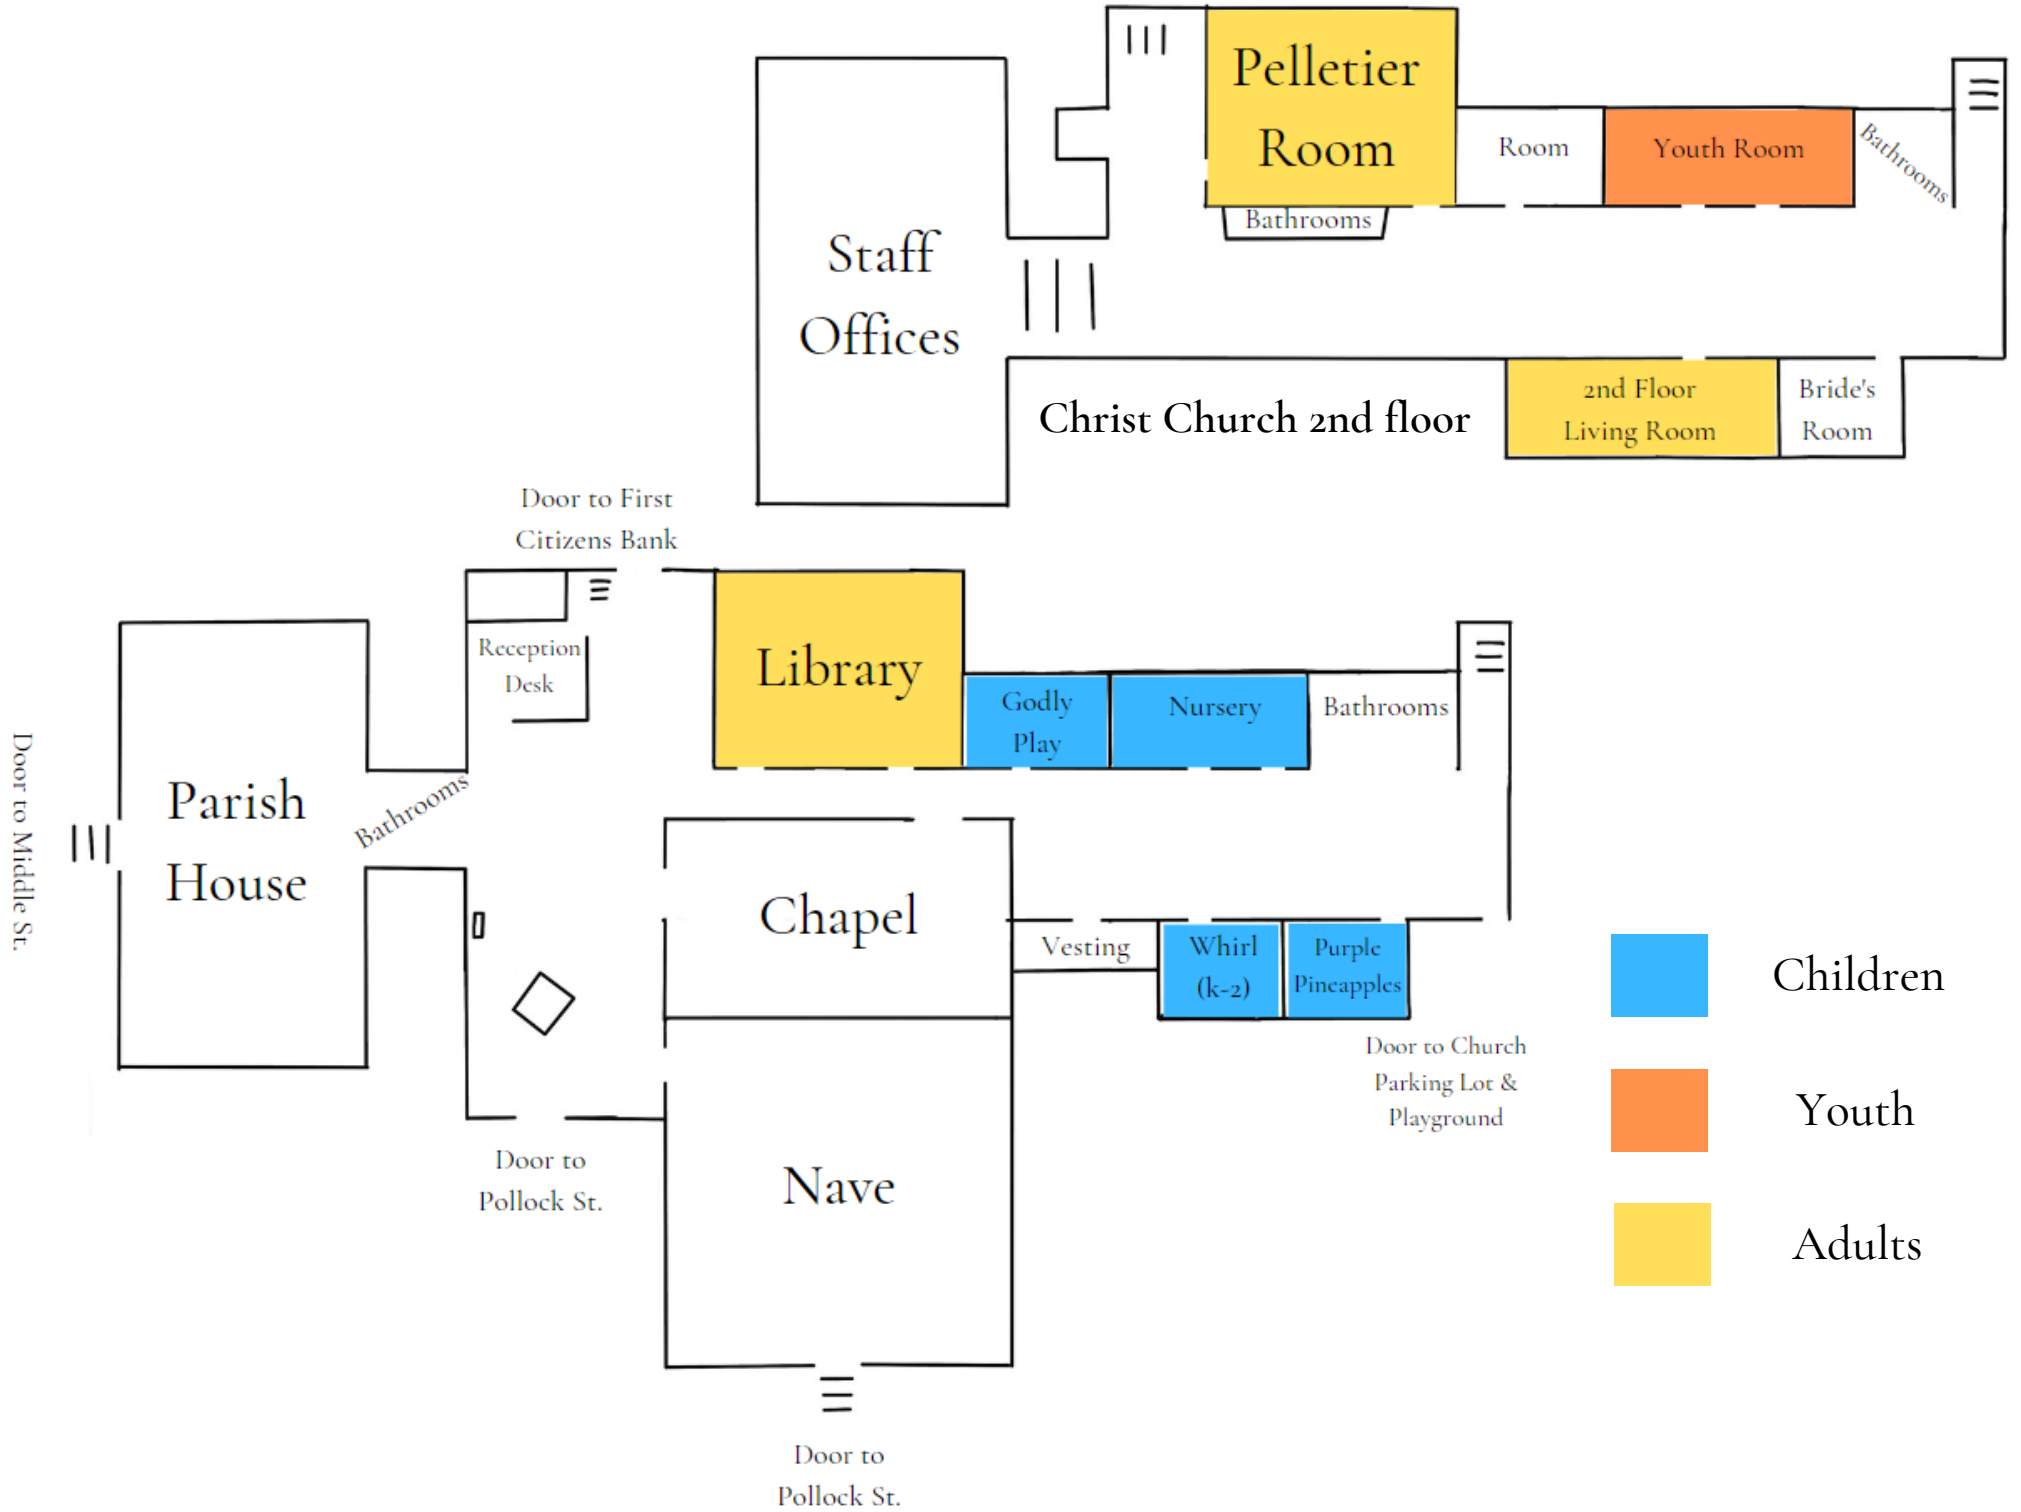 Pelletier
Room
Room
Youth Room
Bathrooms
Bathrooms
Staff
Offices
2nd Floor
Living Room
Bride's
Room
Christ Church 2nd floor
Door to First
Citizens Bank
Reception
Desk
Library
Godly
Play
Nursery
Bathrooms
Door to Middle St.
Parish
House
Bathrooms
Chapel
Vesting
Whirl
(k-2)
Purple
Pineapples
Children
Door to Church
Parking Lot &
Playground
Youth
Door to
Pollock St.
Nave
Adults
Door to
Pollock St.